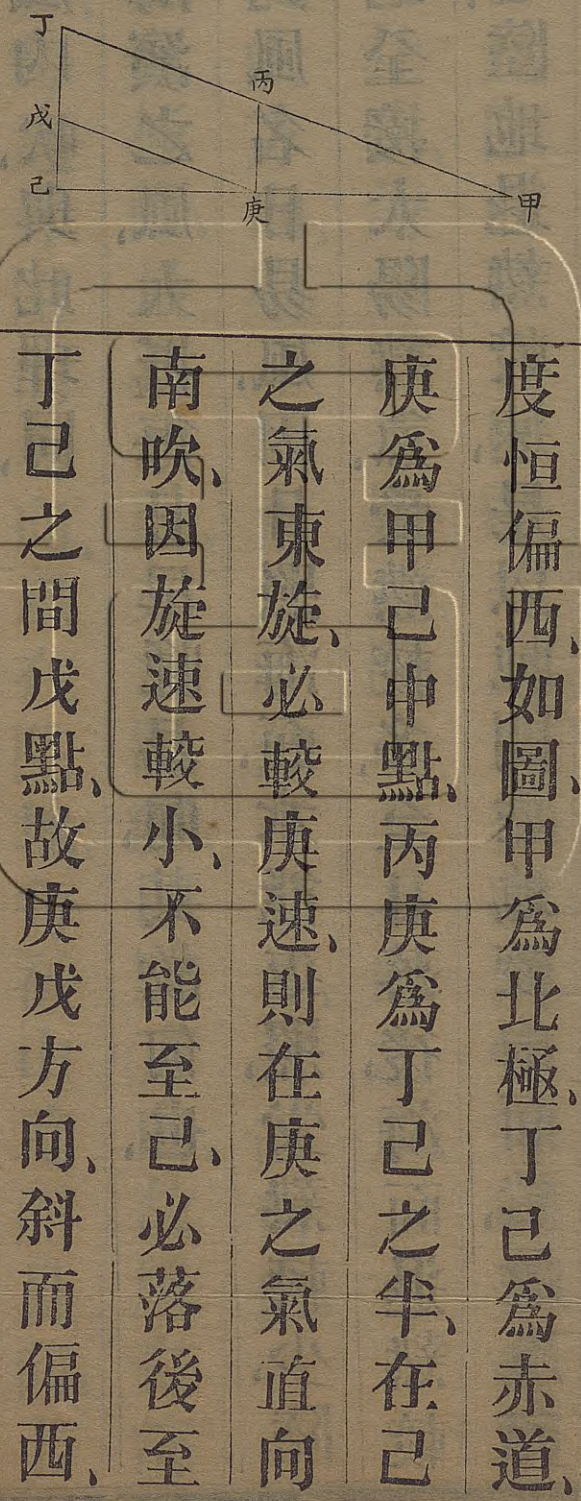 丁
丙
戊
己
庚
甲
度恒偏西、如圖、甲爲北極、丁己爲赤道、
庚爲甲己中點、丙庚爲丁己之半、在己
之氣東旋、必較庚速、則在庚之氣直向
南吹、因旋速較小、不能至己、必落後至
丁己之間戊點、故庚戊方向、斜而偏西、